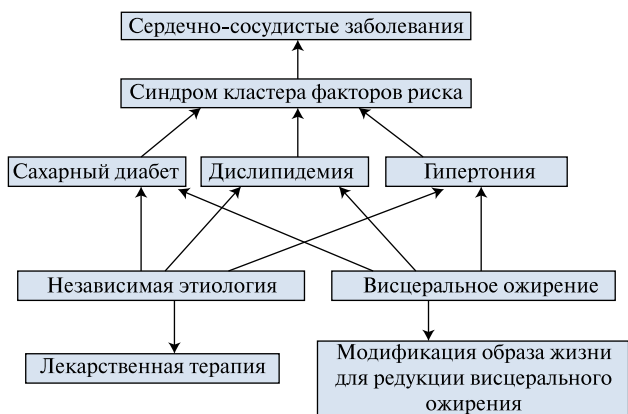 Сердечно-сосудистые заболевания
Синдром кластера факторов риска
Сахарный диабет
Дислипидемия
Гипертония
Независимая этиология
Висцеральное ожирение
Лекарственная терапия
Модификация образа жизни
для редукции висцерального
ожирения